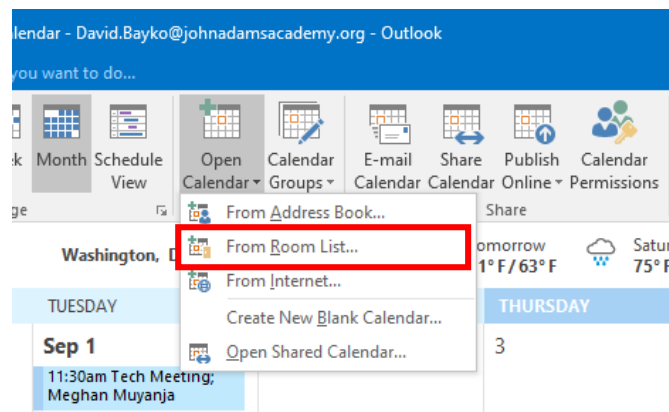 lendar - David.Bayko@johnadamsacademy.org - Outlook
you want to do...
Month Schedule View
Open Calendar
Calendar Groups
E-mail Calendar
Share Calendar
Publish Online
Calendar Permissions
ge
Share
From Address Book...
From Room List...
From Internet...
Create New Blank Calendar...
Open Shared Calendar...
Washington, D
omorrow
1° F / 63° F
Satur
75° F
TUESDAY
THURSDAY
Sep 1
3
11:30am Tech Meeting;
Meghan Muyanja